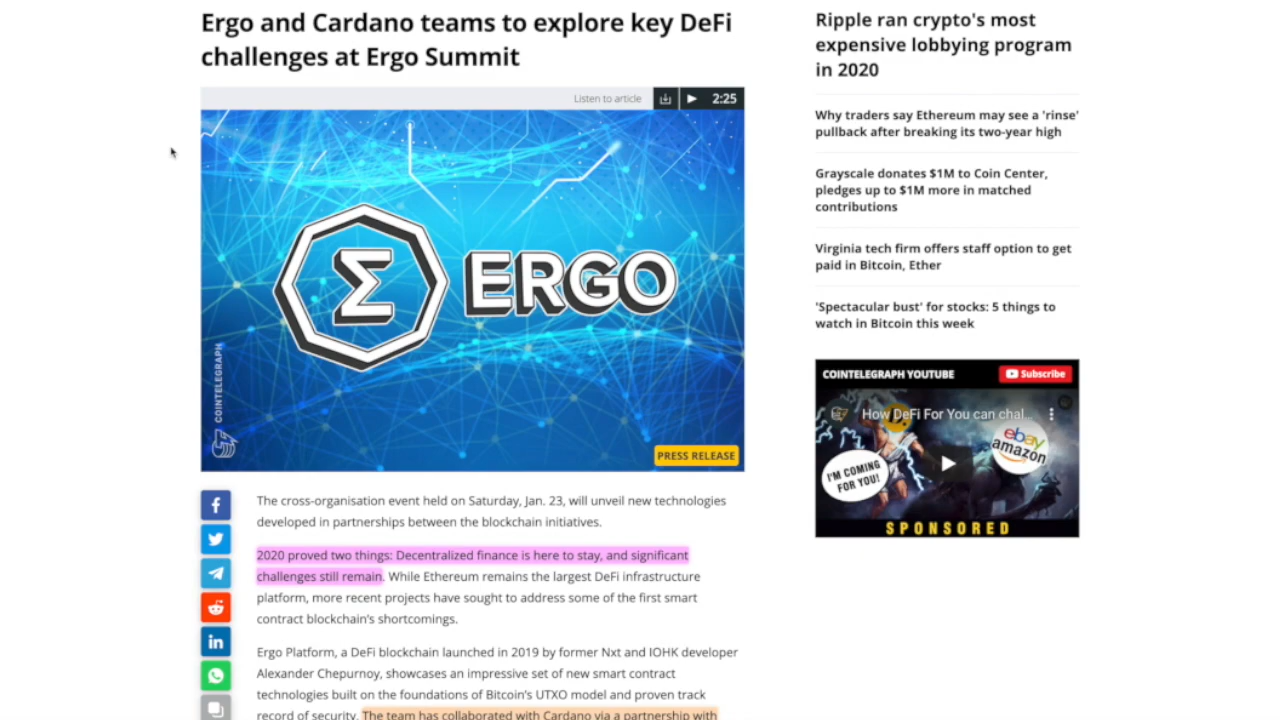 Ergo and Cardano teams to explore key DeFi
challenges at Ergo Summit
Listen to article
2:25
Σ ERGO
COINTELEGRAPH
PRESS RELEASE
The cross-organisation event held on Saturday, Jan. 23, will unveil new technologies
developed in partnerships between the blockchain initiatives.
2020 proved two things: Decentralized finance is here to stay, and significant
challenges still remain. While Ethereum remains the largest DeFi infrastructure
platform, more recent projects have sought to address some of the first smart
contract blockchain's shortcomings.
Ergo Platform, a DeFi blockchain launched in 2019 by former Nxt and IOHK developer
Alexander Chepurnoy, showcases an impressive set of new smart contract
technologies built on the foundations of Bitcoin's UTXO model and proven track
record of security. The team has collaborated with Cardano via a partnership with
Ripple ran crypto's most
expensive lobbying program
in 2020
Why traders say Ethereum may see a 'rinse'
pullback after breaking its two-year high
Grayscale donates $1M to Coin Center,
pledges up to $1M more in matched
contributions
Virginia tech firm offers staff option to get
paid in Bitcoin, Ether
'Spectacular bust' for stocks: 5 things to
watch in Bitcoin this week
COINTELEGRAPH YOUTUBE
Subscribe
How DeFi For You can chal...
ebay
amazon
I'M COMING
FOR YOU!
SPONSORED